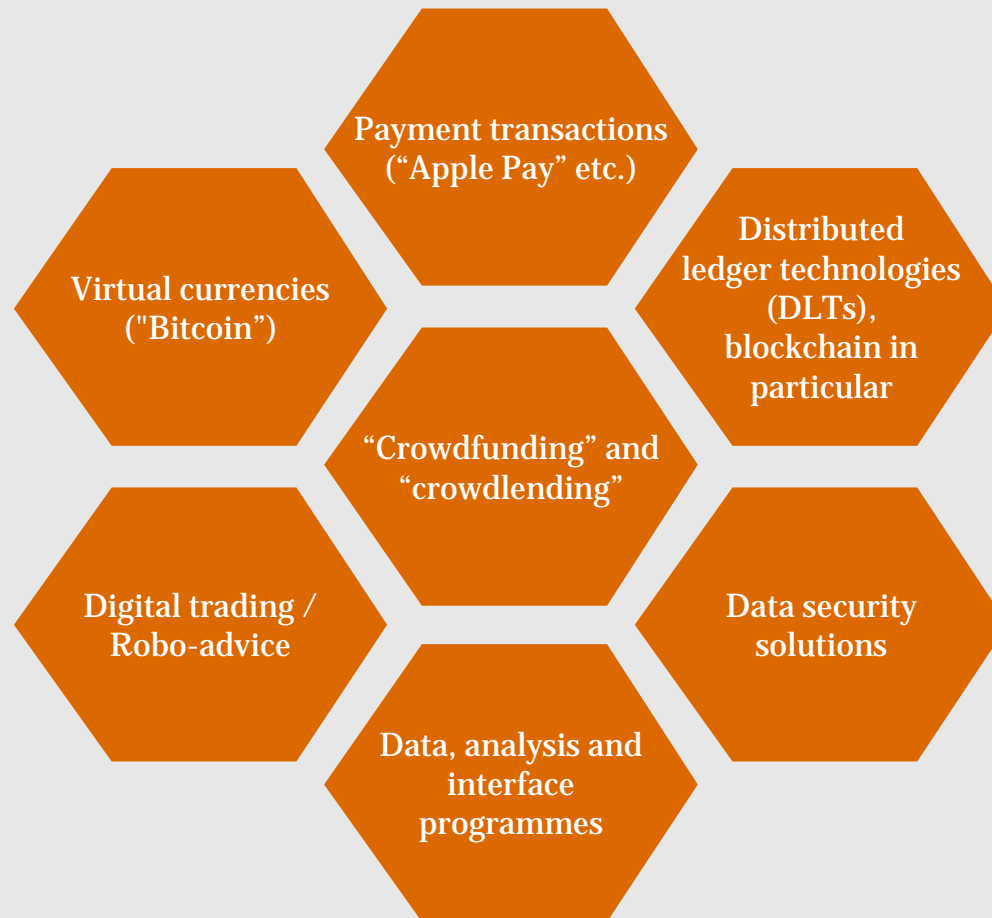 Payment transactions
(“Apple Pay” etc.)
Virtual currencies
("Bitcoin”)
Distributed
ledger technologies
(DLTs),
blockchain in
particular
“Crowdfunding” and
“crowdlending”
Digital trading /
Robo-advice
Data security
solutions
Data, analysis and
interface
programmes